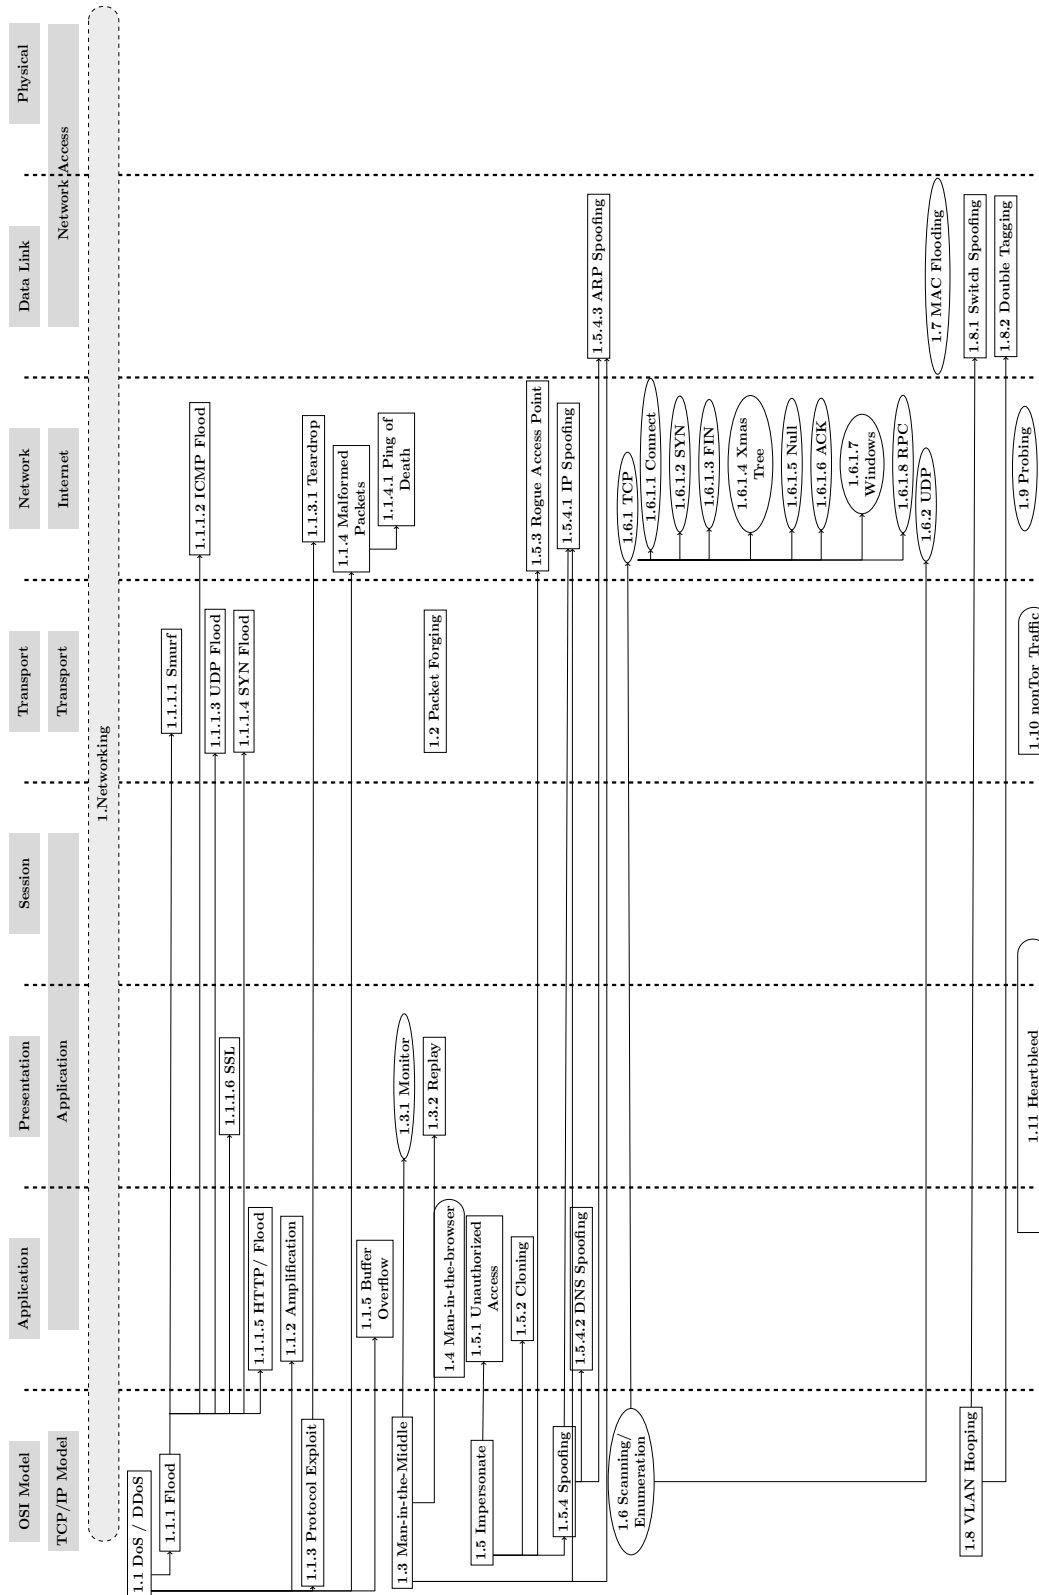 OSI Model
Application
Presentation
Session
Transport
Network
Data Link
Physical
TCP/IP Model
Application
Transport
Internet
Network Access
1.Networking
1.1 DoS / DDoS
1.1.1 Flood
1.1.1.1 Smurf
1.1.1.2 ICMP Flood
1.1.1.3 UDP Flood
1.1.1.6 SSL
1.1.1.4 SYN Flood
1.1.1.5 HTTP/ Flood
1.1.2 Amplification
1.1.3 Protocol Exploit
1.1.3.1 Teardrop
1.1.4 Malformed
Packets
1.1.5 Buffer
Overflow
1.1.4.1 Ping of
Death
1.3 Man-in-the-Middle
1.3.1 Monitor
1.3.2 Replay
1.2 Packet Forging
1.4 Man-in-the-browser
1.5 Impersonate
1.5.1 Unauthorized
Access
1.5.2 Cloning
1.5.3 Rogue Access Point
1.5.4 Spoofing
1.5.4.1 IP Spoofing
1.5.4.2 DNS Spoofing
1.5.4.3 ARP Spoofing
1.6 Scanning/
Enumeration
1.6.1 TCP
1.6.1.1 Connect
1.6.1.2 SYN
1.6.1.3 FIN
1.6.1.4 Xmas
Tree
1.6.1.5 Null
1.6.1.6 ACK
1.6.1.7
Windows
1.6.1.8 RPC
1.6.2 UDP
1.7 MAC Flooding
1.8 VLAN Hooping
1.8.1 Switch Spoofing
1.8.2 Double Tagging
1.9 Probing
1.10 nonTor Traffic
1.11 Heartbleed